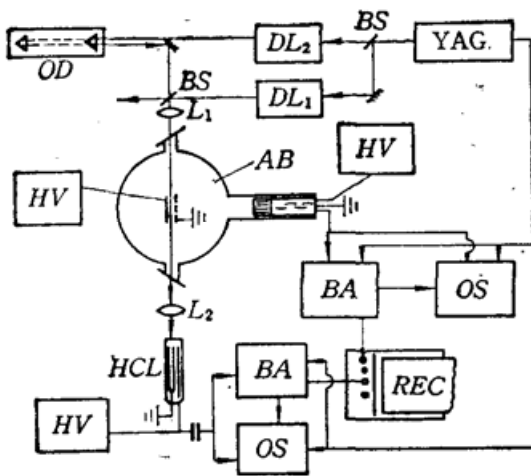 BS
DL₂
YAG.
OD
BS
DL₁
L₁
AB
HV
HV
BA
OS
L₂
HCL
BA
REC
HV
OS